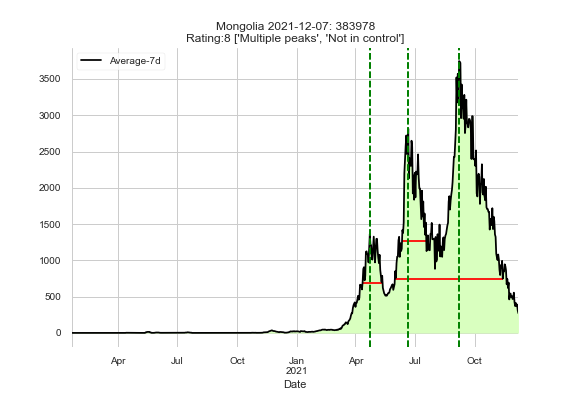 Mongolia 2021-12-07: 383978
Rating:8 ['Multiple peaks', 'Not in control']
Average-7d
3500
3000
2500
2000
1500
1000
500
0
Apr Jul Oct Jan Apr Jul Oct
2021
Date